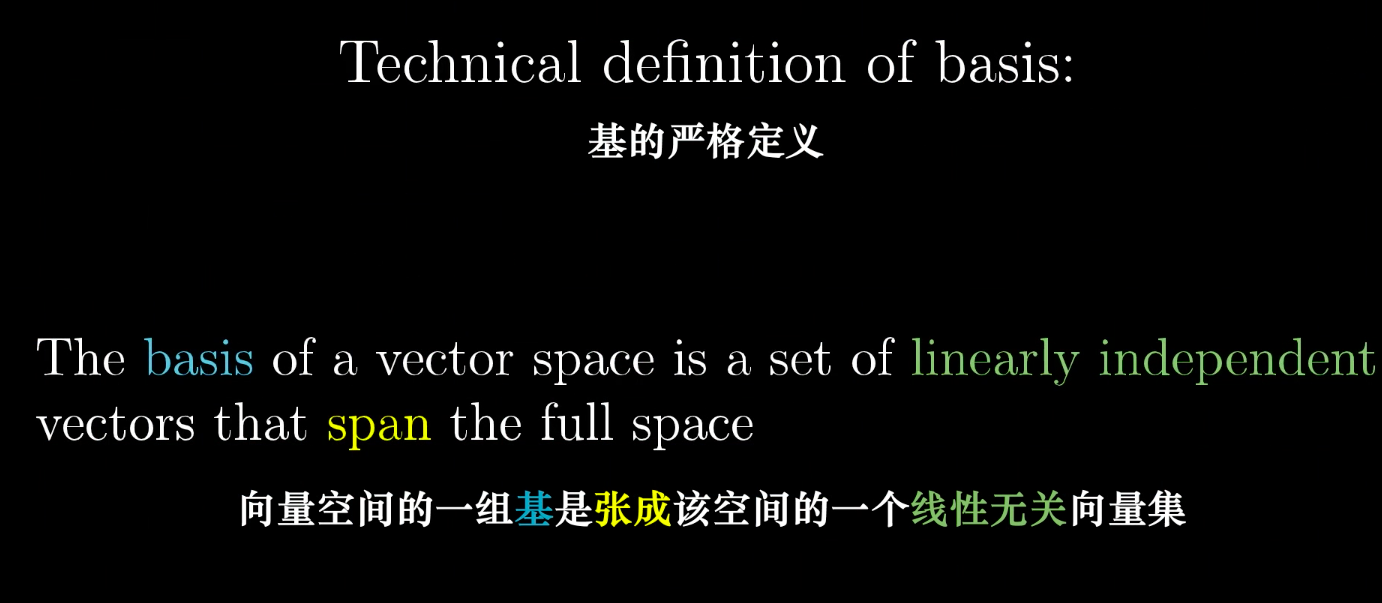 Technical definition of basis:
基的严格定义
The basis of a vector space is a set of linearly independent
vectors that span the full space
向量空间的一组基是张成该空间的一个线性无关向量集